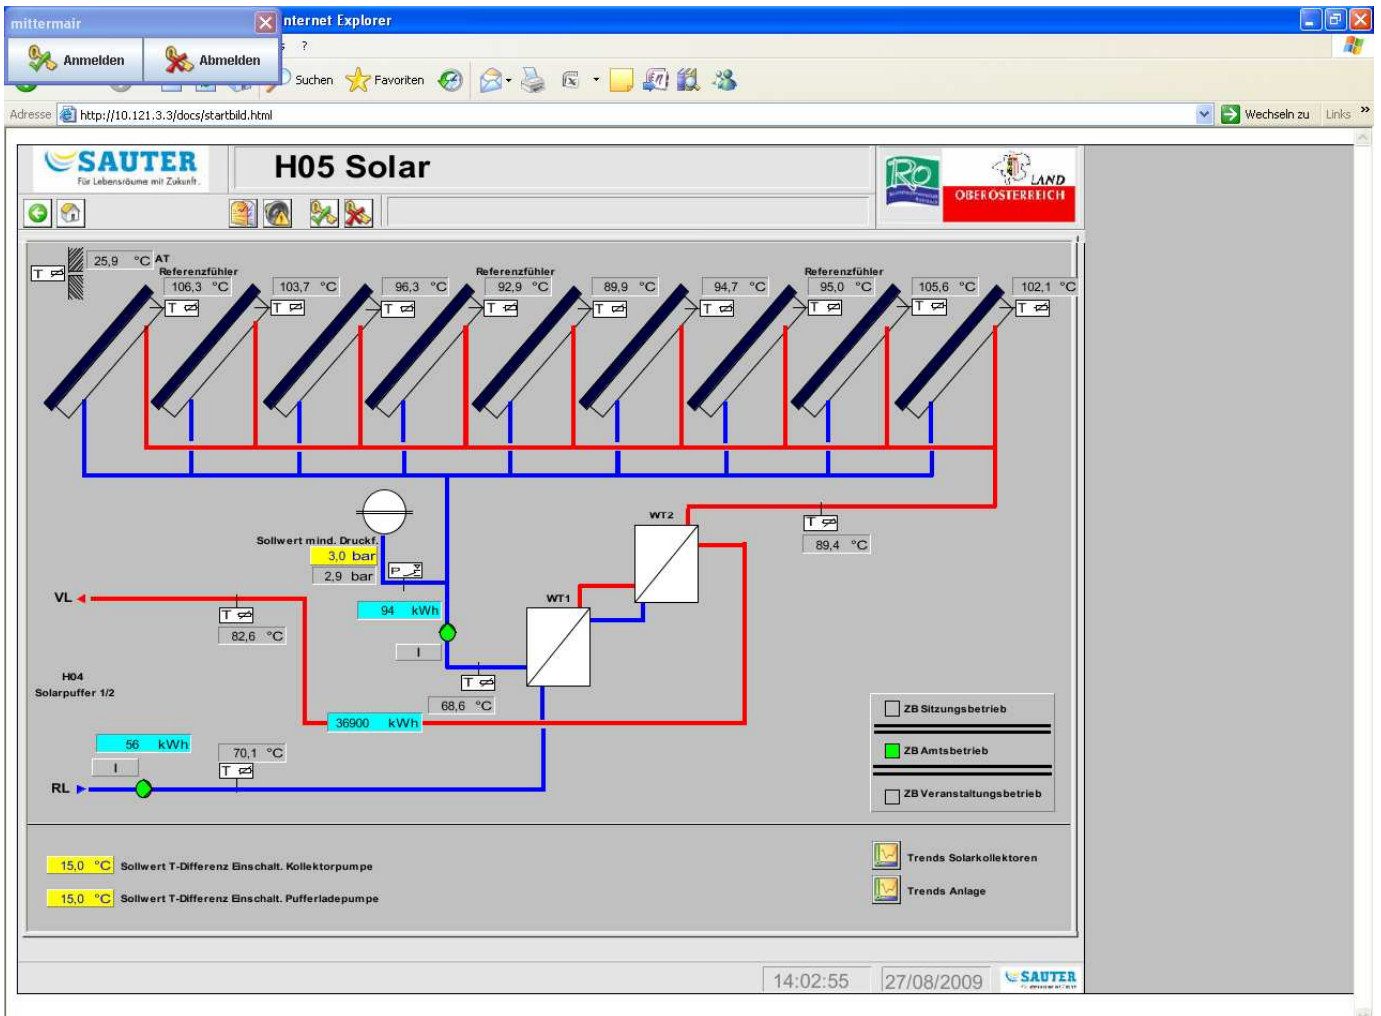 mittermair
nternet Explorer
Anmelden
Abmelden
?
Suchen
Favoriten
Adresse http://10.121.3.3/docs/startbild.html
Wechseln zu
Links »
SAUTER
Für Lebensräume mit Zukunft.
H05 Solar
RO
LAND
OBERÖSTERREICH
25,9 °C AT
Referenzfühler
Referenzfühler
Referenzfühler
106,3 °C
103,7 °C
96,3 °C
92,9 °C
89,9 °C
94,7 °C
95,0 °C
105,6 °C
102,1 °C
T
T
T
T
T
T
T
T
T
T
WT2
T
89,4 °C
Sollwert mind. Druckf.
3,0 bar
2,9 bar
P
VL
94 kWh
WT1
T
82,6 °C
I
H04
Solarpuffer 1/2
T
68,6 °C
36900 kWh
56 kWh
70,1 °C
I
T
RL
ZB Sitzungsbetrieb
ZB Amtsbetrieb
ZB Veranstaltungsbetrieb
15,0 °C Sollwert T-Differenz Einschalt. Kollektorpumpe
15,0 °C Sollwert T-Differenz Einschalt. Pufferladepumpe
Trends Solarkollektoren
Trends Anlage
14:02:55
27/08/2009
SAUTER